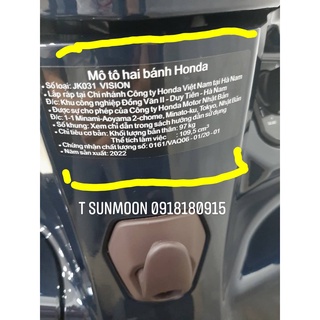 Mô tô hai bánh Honda
• Số loại: JK031 VISION
• Lắp ráp tại Chi nhánh Công ty Honda Việt Nam tại Hà Nam
Đ/c: Khu công nghiệp Đồng Văn II - Duy Tiên - Hà Nam
• Được sự cho phép của Công ty Honda Motor Nhật Bản
Đ/c: 1-1 Minami-Aoyama 2-chome, Minato-ku, Tokyo, Nhật Bản
• Số khung: Xem chỉ dẫn trong sách hướng dẫn sử dụng
• Chỉ tiêu cơ bản: Khối lượng bản thân: 97 kg
Thể tích làm việc : 109,5 cm³
• Chứng nhận chất lượng số: 0161/VAQ06 - 01/20 - 01
• Năm sản xuất: 2022
T SUNMOON 0918180915